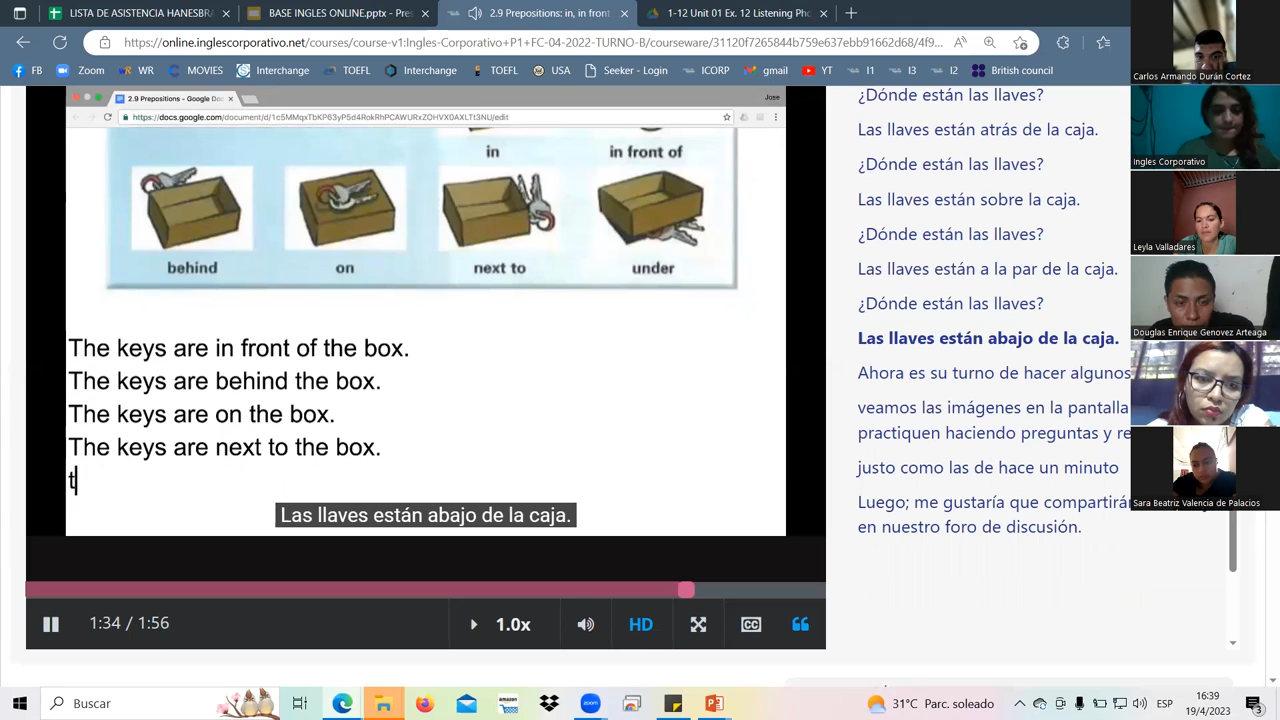 LISTA DE ASISTENCIA HANESBRA
BASE INGLES ONLINE.pptx - Pres
2.9 Prepositions: in, in front
1-12 Unit 01 Ex. 12 Listening Pho
https://online.inglescorporativo.net/courses/course-v1:Ingles-Corporativo+P1+FC-04-2022-TURNO-B/courseware/31120f7265844b759e637ebb91662d68/4f9...
FB
Zoom
WR
MOVIES
Interchange
TOEFL
Interchange
TOEFL
USA
Seeker - Login
ICORP
gmail
YT
I1
I3
I2
British council
2.9 Prepositions - Google Doc
Jose
https://docs.google.com/document/d/1c5MMqxTbKP63yP5d4RokRhPCAWURxZOHVX0AXLTt3NU/edit
in
in front of
behind
on
next to
under
The keys are in front of the box.
The keys are behind the box.
The keys are on the box.
The keys are next to the box.
t
Las llaves están abajo de la caja.
1:34 / 1:56
1.0x
HD
CC
¿Dónde están las llaves?
Las llaves están atrás de la caja.
¿Dónde están las llaves?
Las llaves están sobre la caja.
¿Dónde están las llaves?
Las llaves están a la par de la caja.
¿Dónde están las llaves?
Las llaves están abajo de la caja.
Ahora es su turno de hacer algunos
veamos las imágenes en la pantalla
practiquen haciendo preguntas y re
justo como las de hace un minuto
Luego; me gustaría que compartirán
en nuestro foro de discusión.
Carlos Armando Durán Cortez
Ingles Corporativo
Leyla Valladares
Douglas Enrique Genovez Arteaga
Sara Beatriz Valencia de Palacios
Buscar
31°C Parc. soleado
ESP
16:39
19/4/2023
3